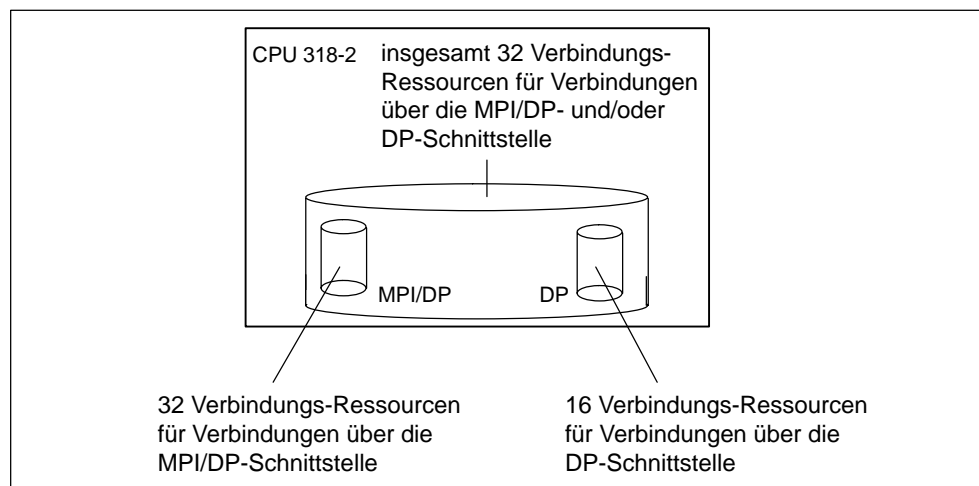 CPU 318-2
insgesamt 32 Verbindungs-
Ressourcen für Verbindungen
über die MPI/DP- und/oder
DP-Schnittstelle
MPI/DP
DP
32 Verbindungs-Ressourcen
für Verbindungen über die
MPI/DP-Schnittstelle
16 Verbindungs-Ressourcen
für Verbindungen über die
DP-Schnittstelle